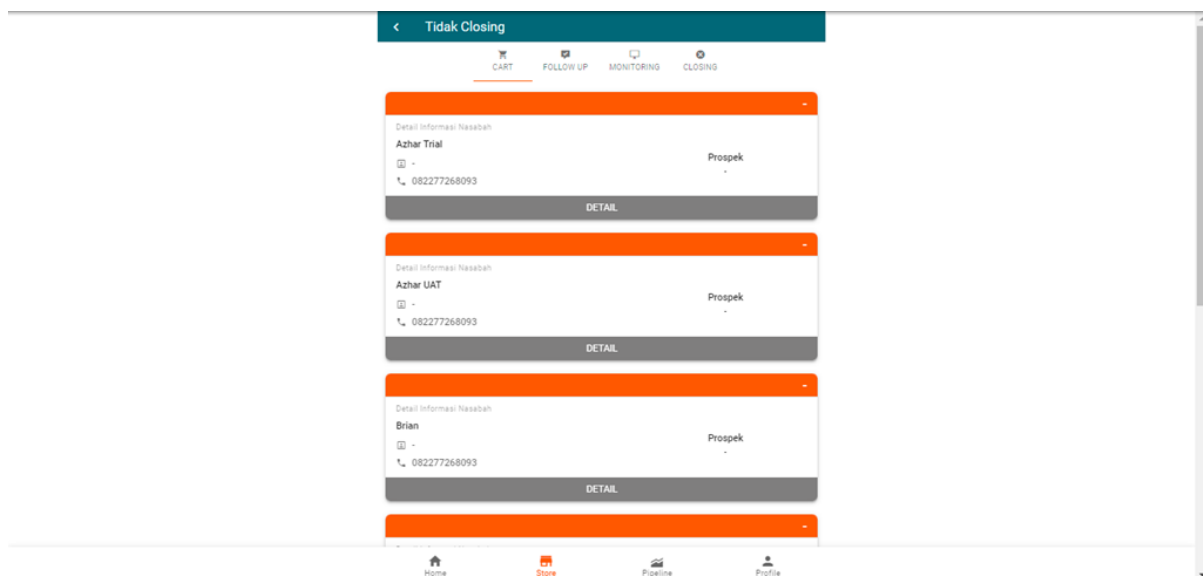 Tidak Closing
CART FOLLOW UP MONITORING CLOSING
-
Detail Informasi Nasabah
Azhar Trial
Prospek
-
-
082277268093
DETAIL
-
Detail Informasi Nasabah
Azhar UAT
Prospek
-
-
082277268093
DETAIL
-
Detail Informasi Nasabah
Brian
Prospek
-
-
082277268093
DETAIL
-
Home Store Pipeline Profile